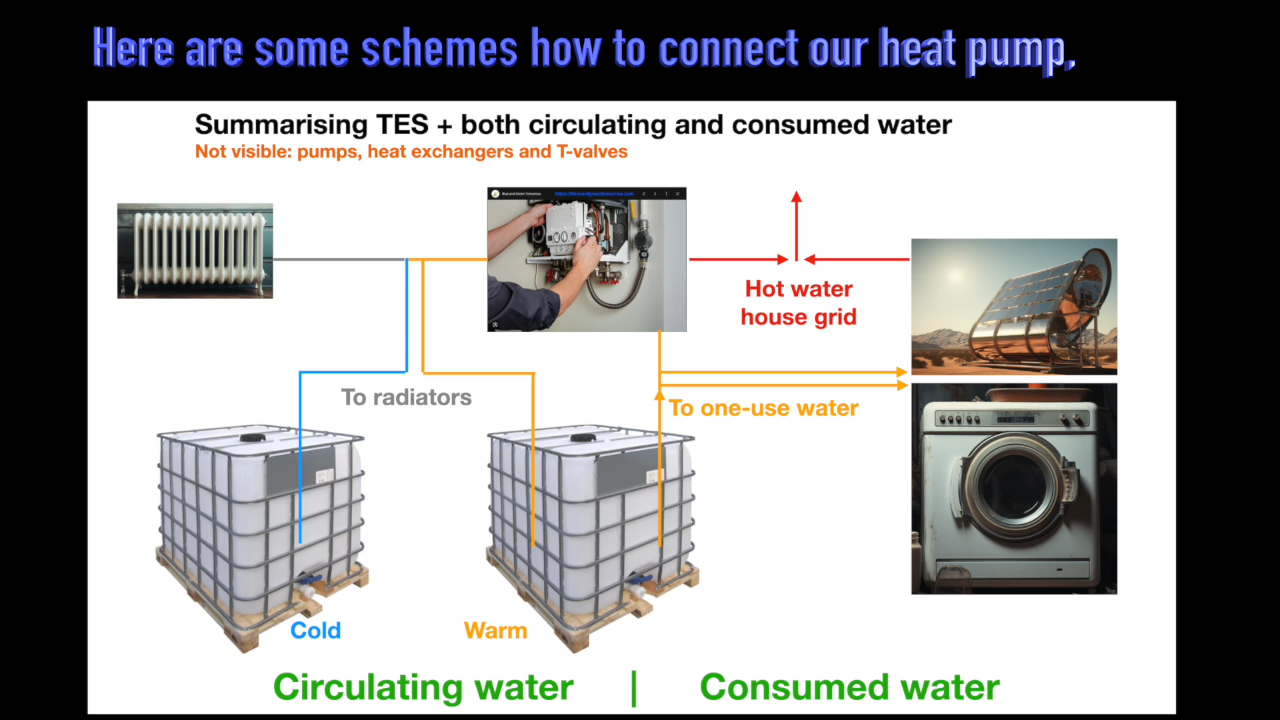 Here are some schemes how to connect our heat pump,
Summarising TES + both circulating and consumed water
Not visible: pumps, heat exchangers and T-valves
Hot water
house grid
To radiators
To one-use water
Cold
Warm
Circulating water | Consumed water